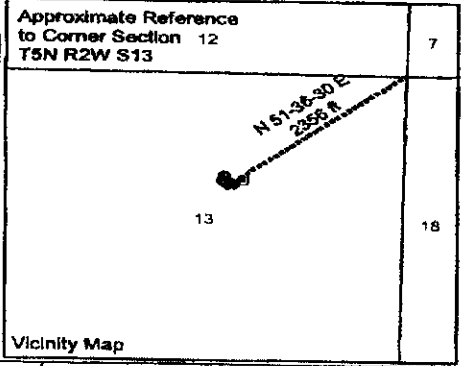 Approximate Reference
to Corner Section 12
T5N R2W S13
7
N 51-36-30 E
2356 ft
13
18
Vicinity Map